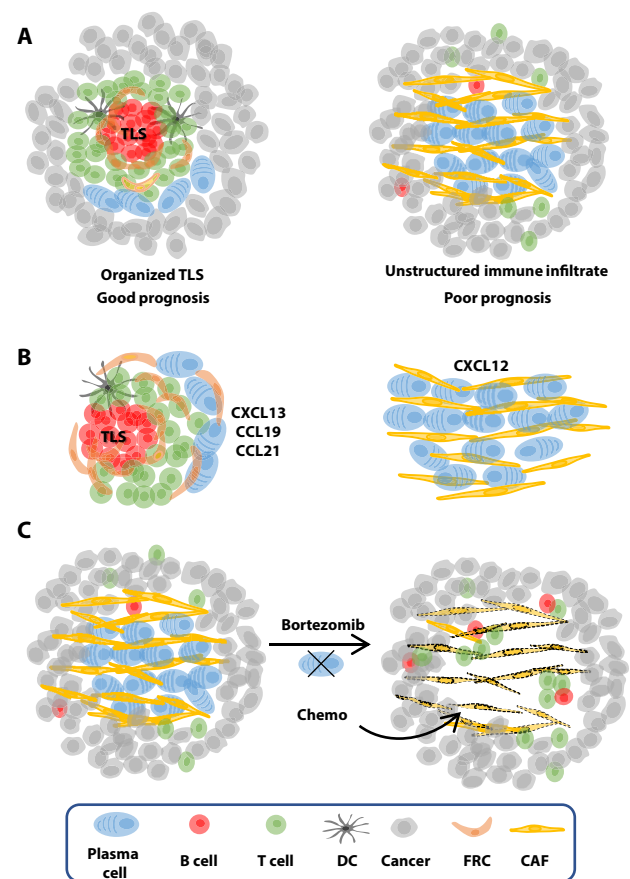 A
TLS
Organized TLS
Good prognosis
Unstructured immune infiltrate
Poor prognosis
B
TLS
CXCL13
CCL19
CCL21
CXCL12
C
Bortezomib
Chemo
Plasma
cell
B cell
T cell
DC
Cancer
FRC
CAF